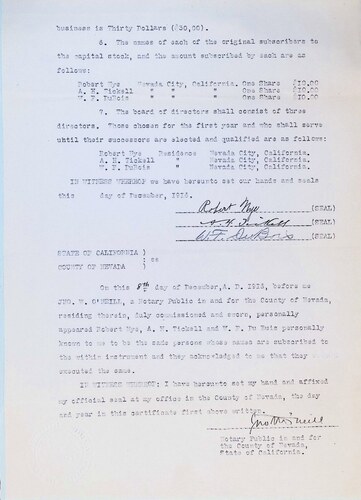 business is Thirty Dollars ($30.00).
6. The names of each of the original subscribers to
the capital stock, and the amount subscribed by each are as
follows:
Robert Nye Nevada City, California. One Share $10.00
A. H. Tickell " " " One Share $10.00
W. F. DuBois " " " One Share $10.00
7. The board of directors shall consist of three
directors. Those chosen for the first year and who shall serve
until their successors are elected and qualified are as follows:
Robert Nye Residence Nevada City, California.
A. H. Tickell " Nevada City, California.
W. F. DuBois " Nevada City, California.
IN WITNESS WHEREOF we have hereunto set our hands and seals
this day of December, 1926.
Robert Nye (SEAL)
A. H. Tickell (SEAL)
W. F. DuBois (SEAL)
STATE OF CALIFORNIA )
: ss
COUNTY OF NEVADA )
On this 8th day of December, A. D. 1926, before me
JNO. W. O'NEILL, a Notary Public in and for the County of Nevada,
residing therein, duly commissioned and sworn, personally
appeared Robert Nye, A. H. Tickell and W. F. Du Bois personally
known to me to be the same persons whose names are subscribed to
the within instrument and they acknowledged to me that they
executed the same.
IN WITNESS WHEREOF: I have hereunto set my hand and affixed
my official seal at my office in the County of Nevada, the day
and year in this certificate first above written.
Jno W O'Neill
Notary Public in and for
the County of Nevada,
State of California.